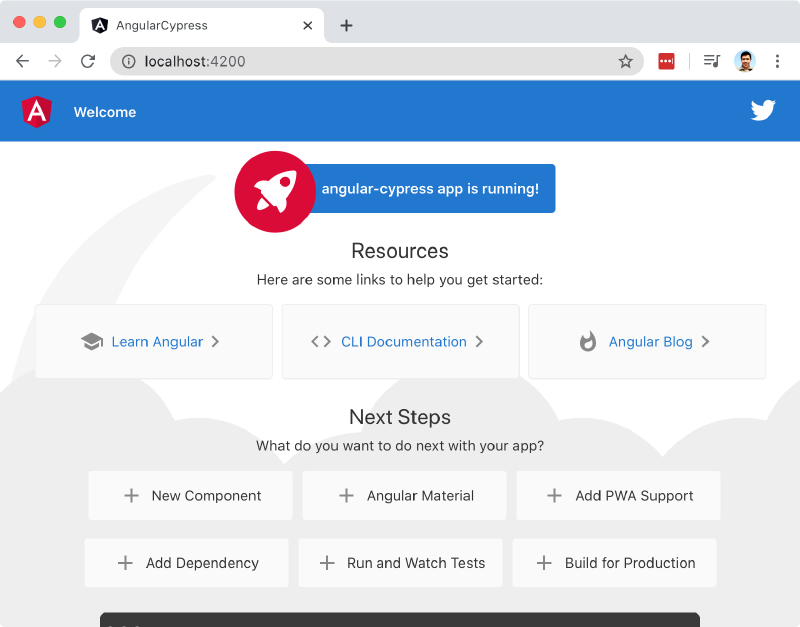 AngularCypress
localhost:4200
Welcome
angular-cypress app is running!
Resources
Here are some links to help you get started:
Learn Angular
CLI Documentation
Angular Blog
Next Steps
What do you want to do next with your app?
New Component
Angular Material
Add PWA Support
Add Dependency
Run and Watch Tests
Build for Production